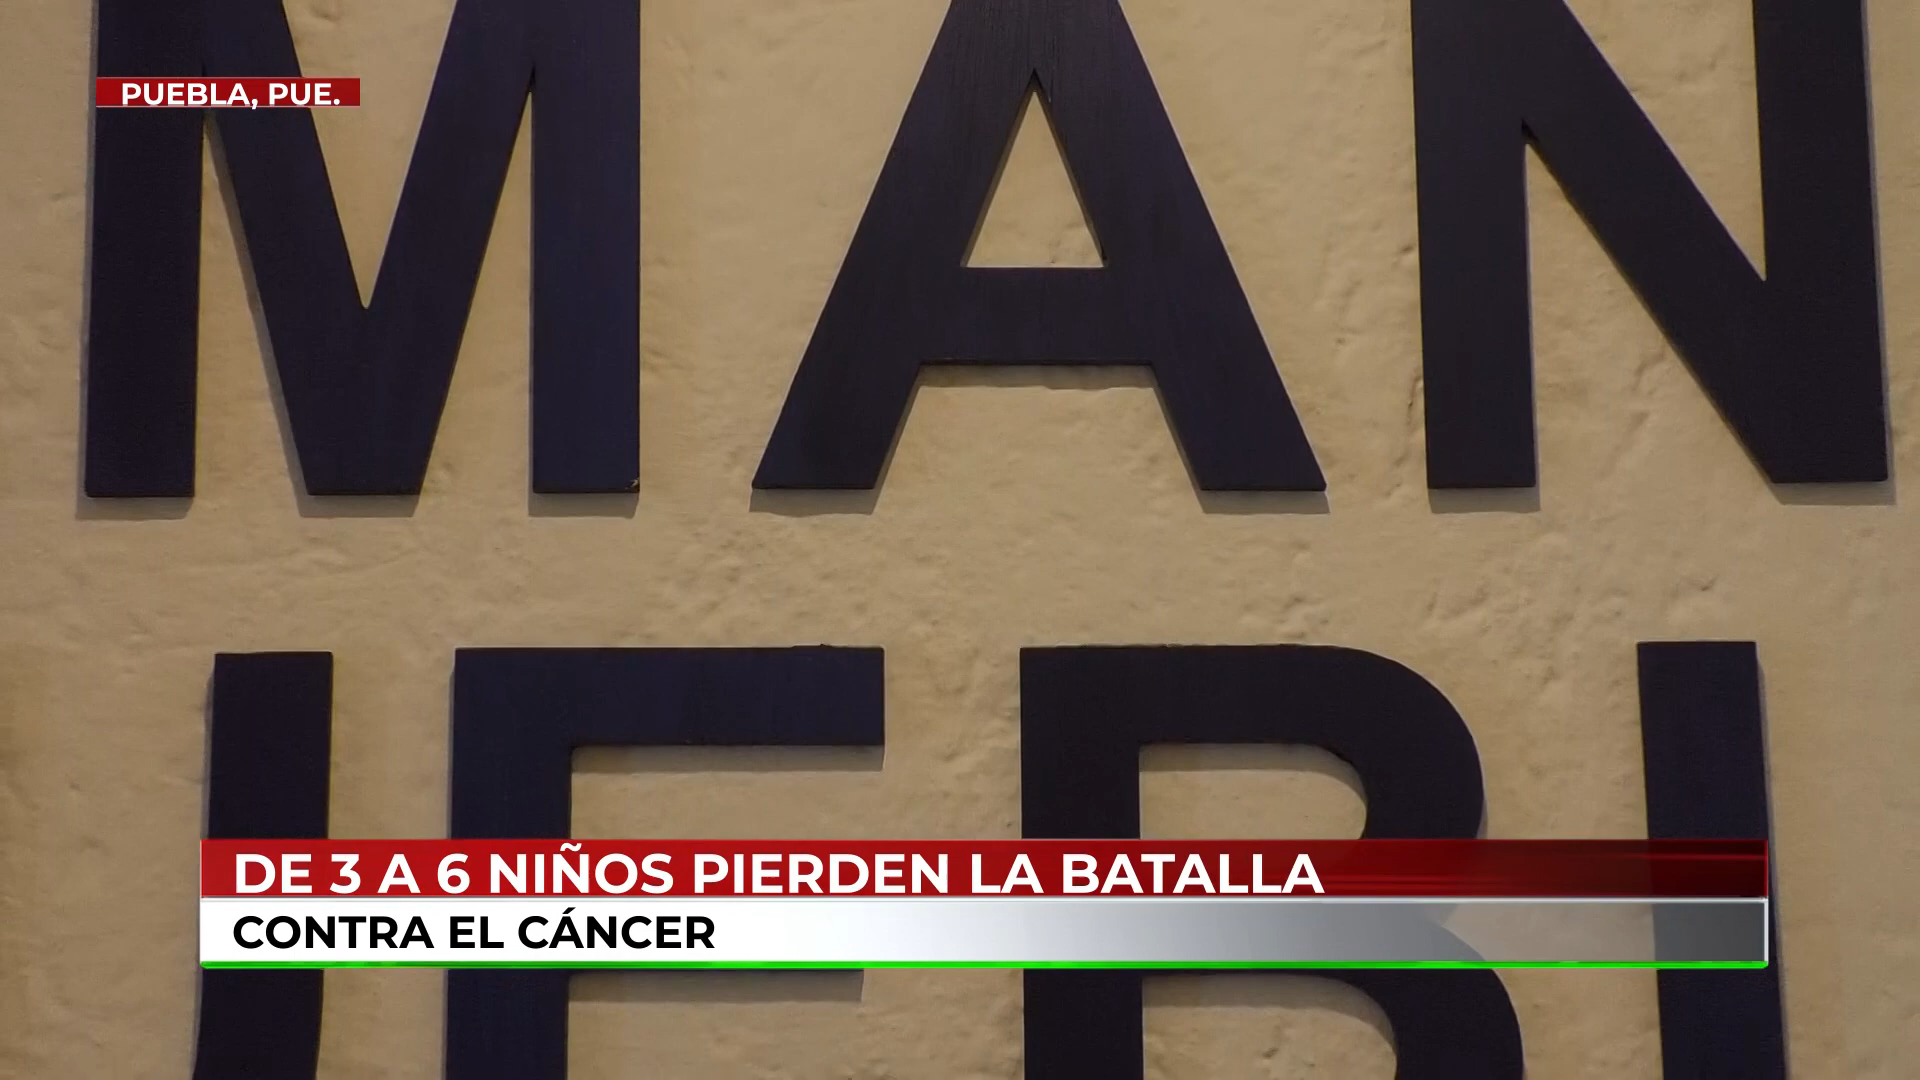 PUEBLA, PUE.
MAN
DE 3 A 6 NIÑOS PIERDEN LA BATALLA
CONTRA EL CÁNCER